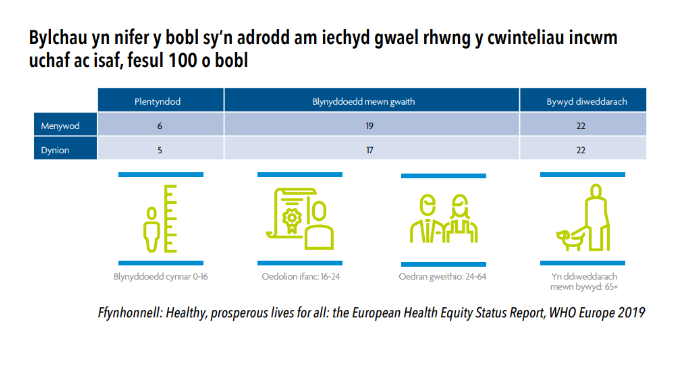 Bylchau yn nifer y bobl sy'n adrodd am iechyd gwael rhwng y cwinteliau incwm
uchaf ac isaf, fesul 100 o bobl
Plentyndod Blynyddoedd mewn gwaith Bywyd diweddarach
Menywod 6 19 22
Dynion 5 17 22
Blynyddoedd cynnar 0-16 Oedolion ifanc: 16-24 Oedran gweithio: 24-64 Yn ddiweddarach
mewn bywyd: 65+
Ffynhonnell: Healthy, prosperous lives for all: the European Health Equity Status Report, WHO Europe 2019